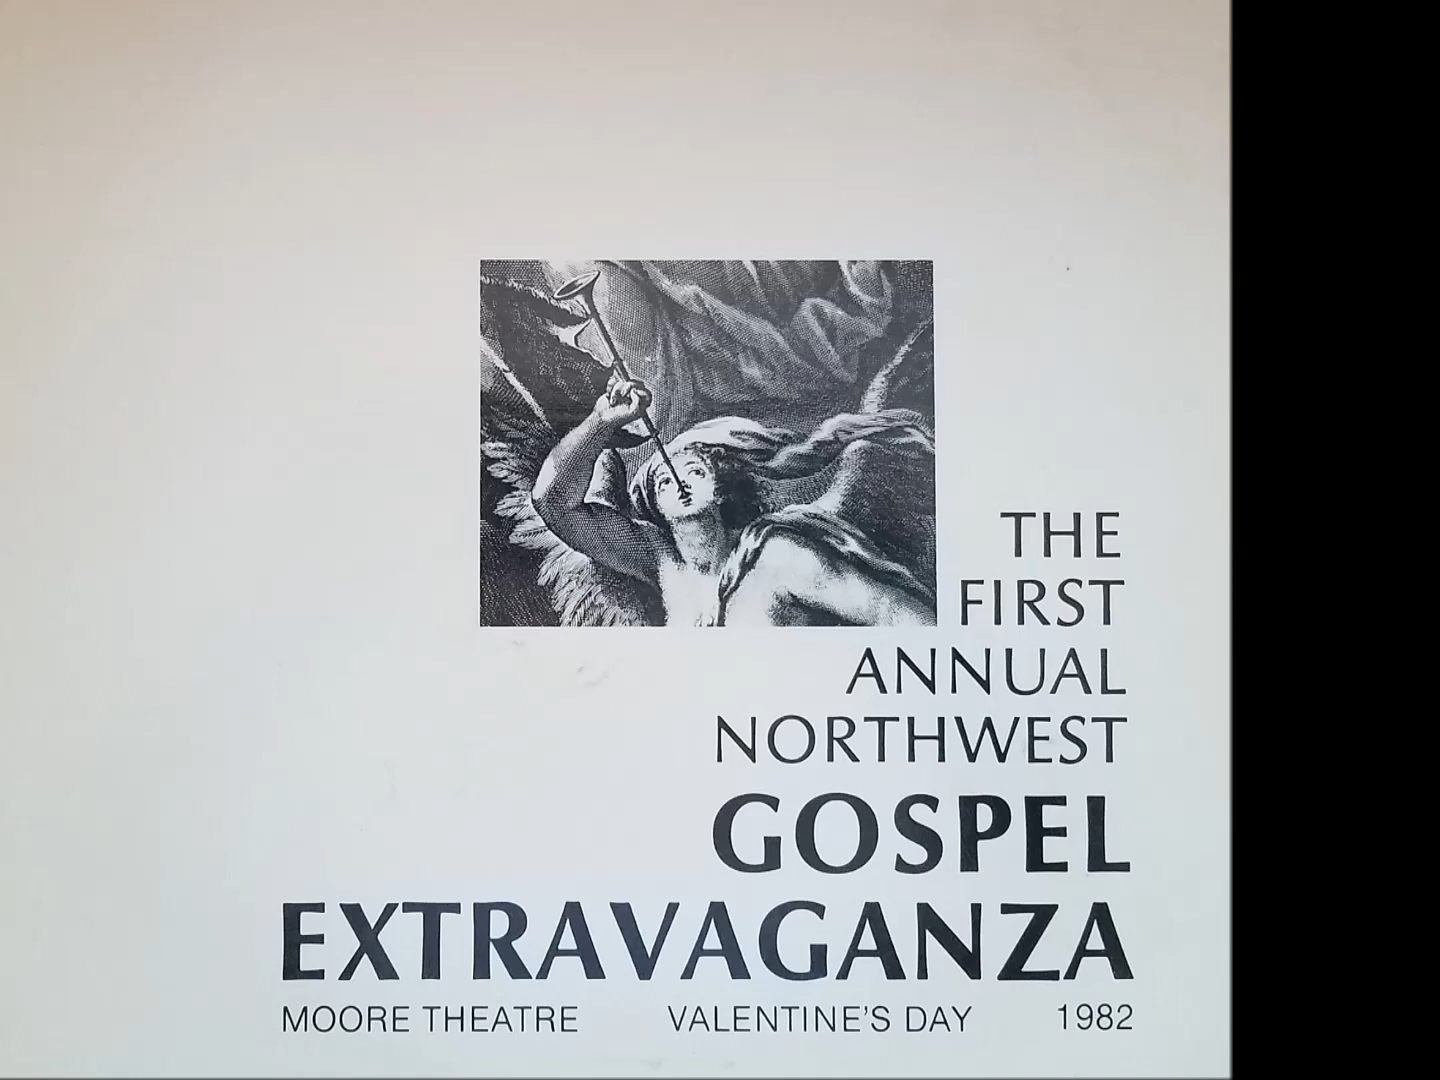 THE
FIRST
ANNUAL
NORTHWEST
GOSPEL
EXTRAVAGANZA
MOORE THEATRE VALENTINE'S DAY 1982